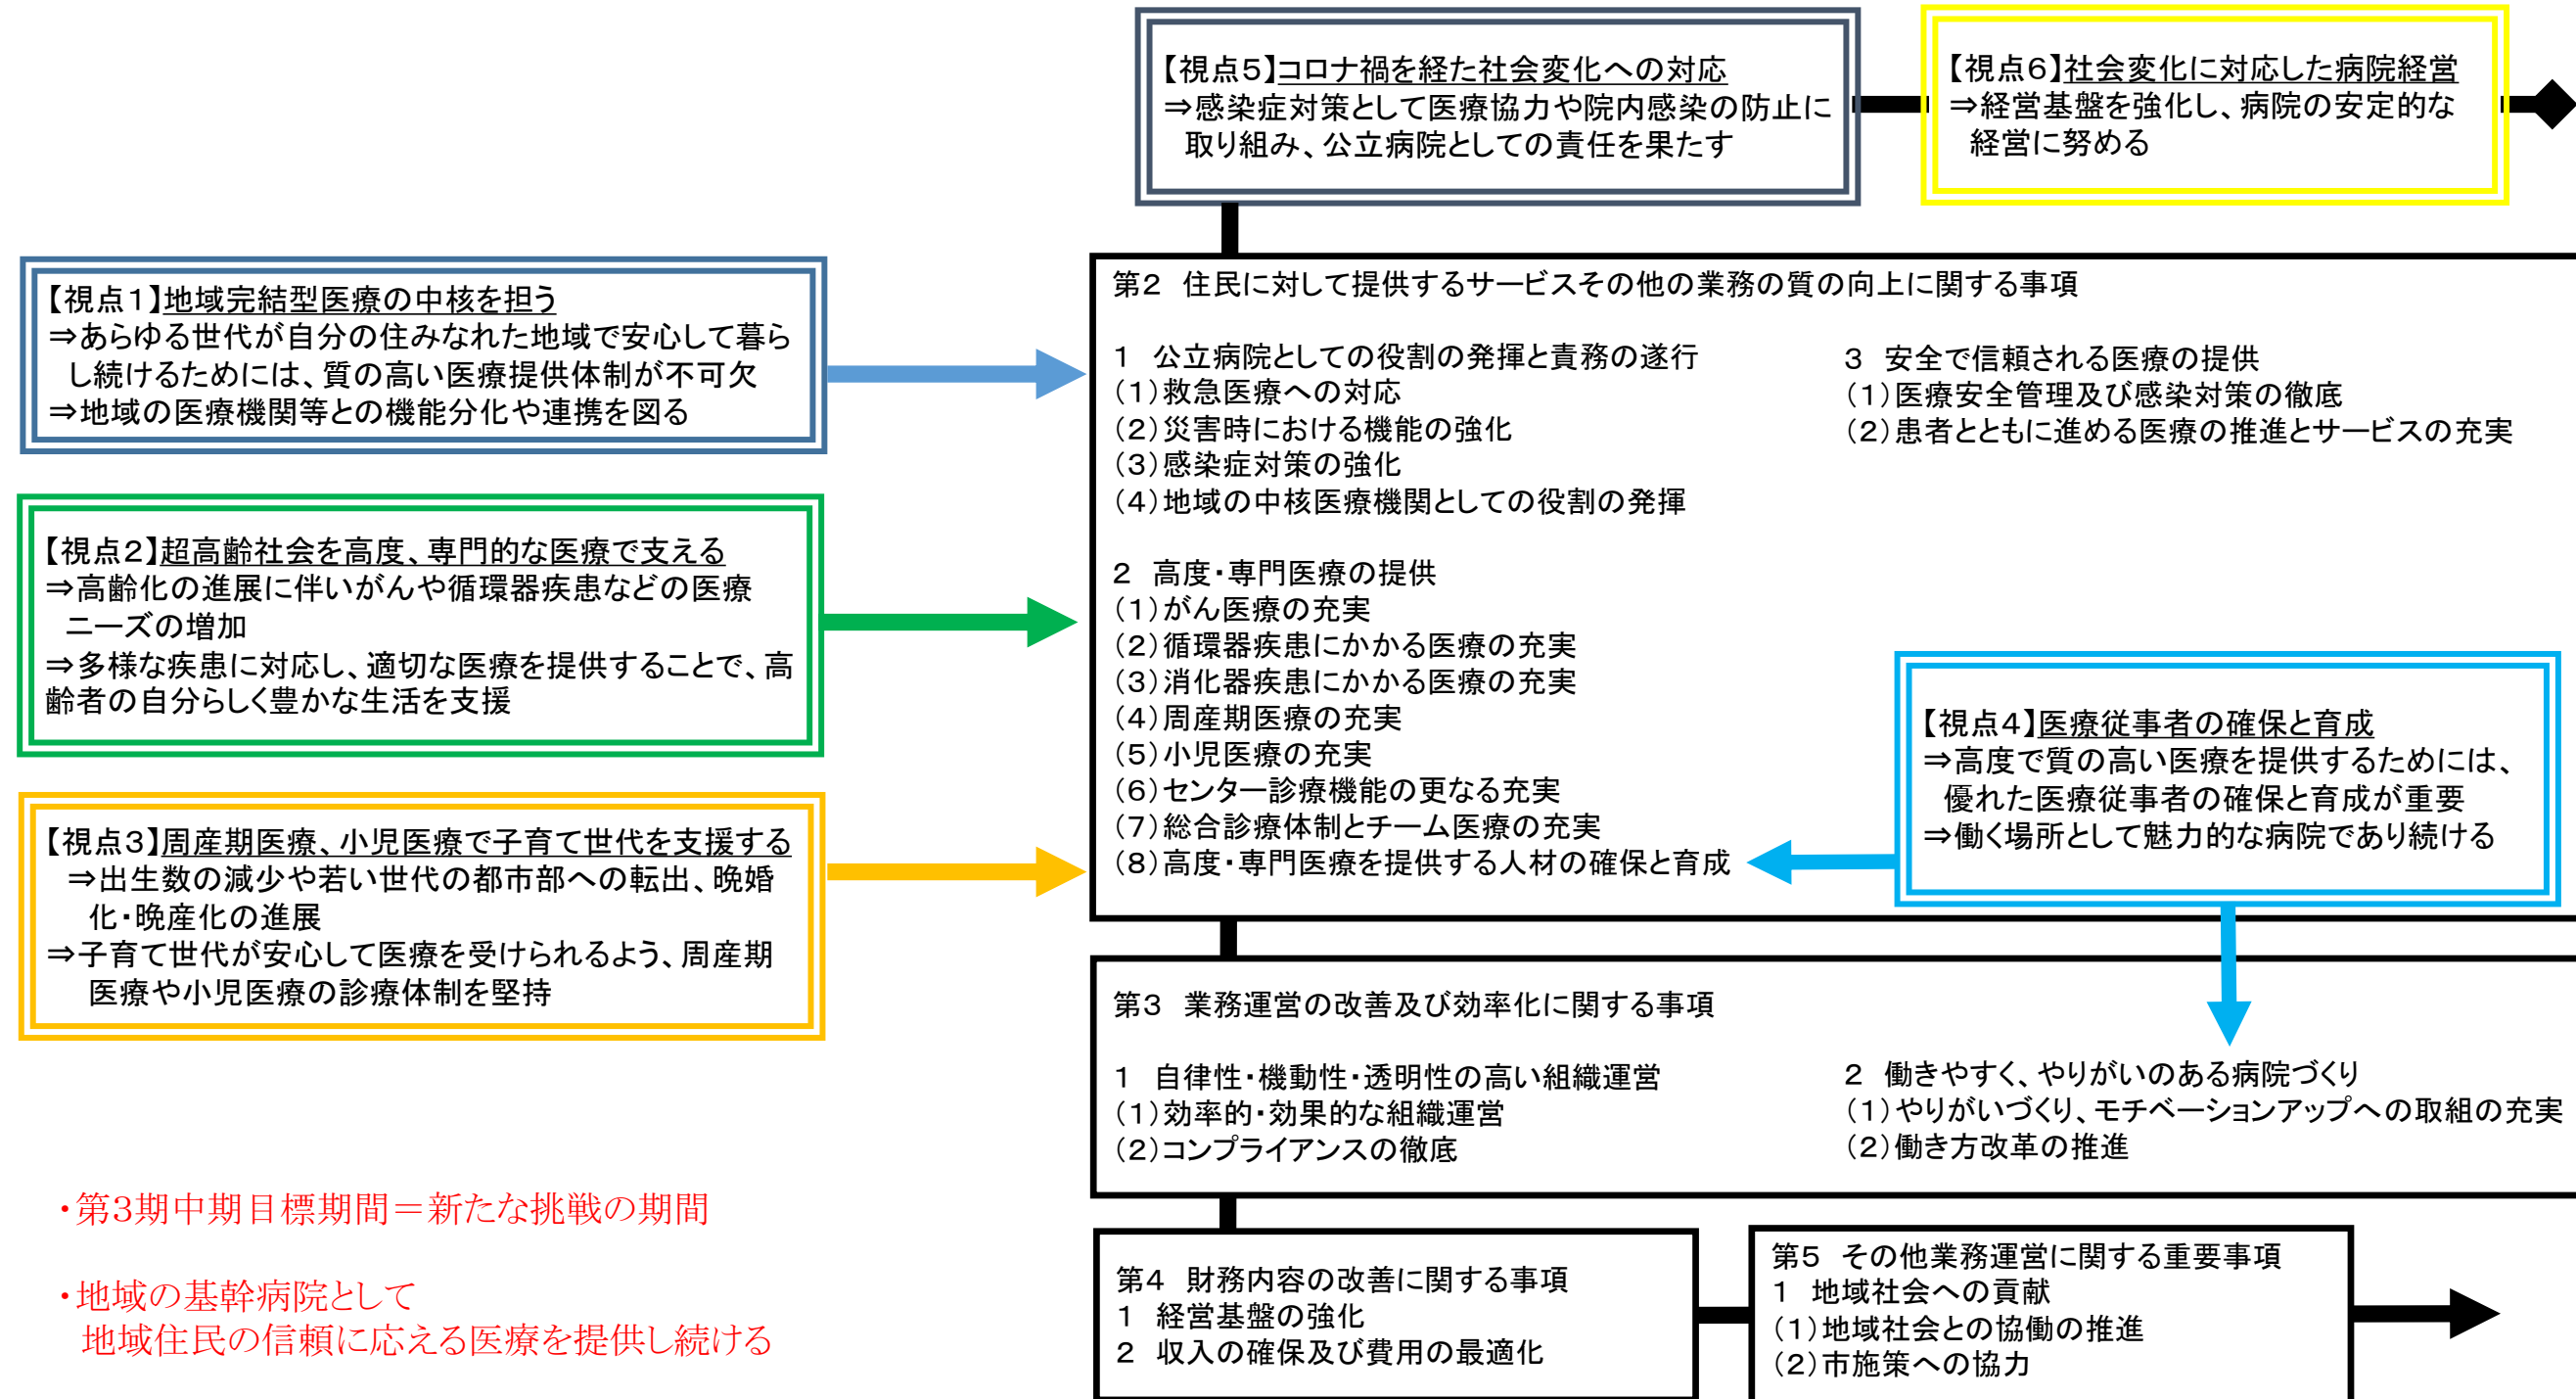 【視点5】コロナ禍を経た社会変化への対応
⇒感染症対策として医療協力や院内感染の防止に
取り組み、公立病院としての責任を果たす
【視点6】社会変化に対応した病院経営
⇒経営基盤を強化し、病院の安定的な
経営に努める
【視点1】地域完結型医療の中核を担う
⇒あらゆる世代が自分の住みなれた地域で安心して暮ら
し続けるためには、質の高い医療提供体制が不可欠
⇒地域の医療機関等との機能分化や連携を図る
【視点2】超高齢社会を高度、専門的な医療で支える
⇒高齢化の進展に伴いがんや循環器疾患などの医療
ニーズの増加
⇒多様な疾患に対応し、適切な医療を提供することで、高
齢者の自分らしく豊かな生活を支援
【視点3】周産期医療、小児医療で子育て世代を支援する
⇒出生数の減少や若い世代の都市部への転出、晩婚
化・晩産化の進展
⇒子育て世代が安心して医療を受けられるよう、周産期
医療や小児医療の診療体制を堅持
第2 住民に対して提供するサービスその他の業務の質の向上に関する事項
1 公立病院としての役割の発揮と責務の遂行
(1)救急医療への対応
(2)災害時における機能の強化
(3)感染症対策の強化
(4)地域の中核医療機関としての役割の発揮
2 高度・専門医療の提供
(1)がん医療の充実
(2)循環器疾患にかかる医療の充実
(3)消化器疾患にかかる医療の充実
(4)周産期医療の充実
(5)小児医療の充実
(6)センター診療機能の更なる充実
(7)総合診療体制とチーム医療の充実
(8)高度・専門医療を提供する人材の確保と育成
3 安全で信頼される医療の提供
(1)医療安全管理及び感染対策の徹底
(2)患者とともに進める医療の推進とサービスの充実
【視点4】医療従事者の確保と育成
⇒高度で質の高い医療を提供するためには、
優れた医療従事者の確保と育成が重要
⇒働く場所として魅力的な病院であり続ける
第3 業務運営の改善及び効率化に関する事項
1 自律性・機動性・透明性の高い組織運営
(1)効率的・効果的な組織運営
(2)コンプライアンスの徹底
2 働きやすく、やりがいのある病院づくり
(1)やりがいづくり、モチベーションアップへの取組の充実
(2)働き方改革の推進
・第3期中期目標期間＝新たな挑戦の期間
・地域の基幹病院として
地域住民の信頼に応える医療を提供し続ける
第4 財務内容の改善に関する事項
1 経営基盤の強化
2 収入の確保及び費用の最適化
第5 その他業務運営に関する重要事項
1 地域社会への貢献
(1)地域社会との協働の推進
(2)市施策への協力